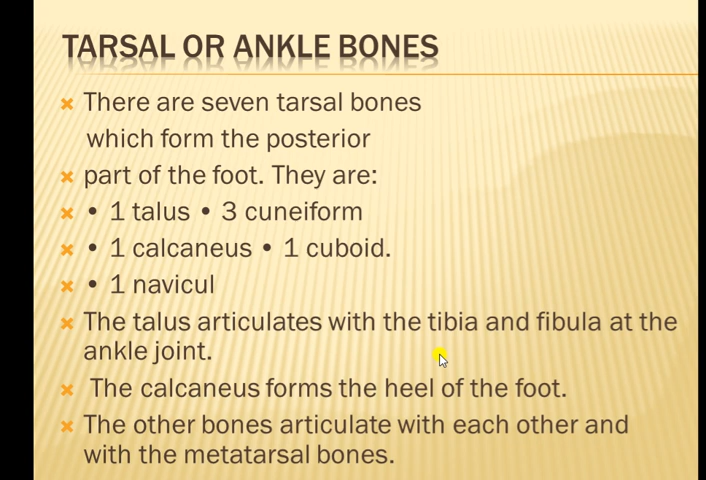 TARSAL OR ANKLE BONES
There are seven tarsal bones
which form the posterior
part of the foot. They are:
• 1 talus • 3 cuneiform
• 1 calcaneus • 1 cuboid.
• 1 navicul
The talus articulates with the tibia and fibula at the
ankle joint.
The calcaneus forms the heel of the foot.
The other bones articulate with each other and
with the metatarsal bones.